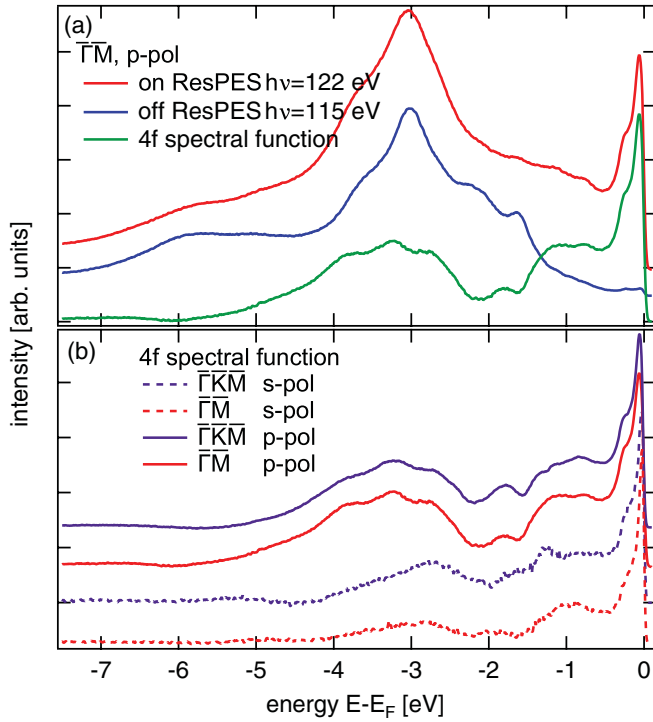 (a)
Γ̅M̅, p-pol
on ResPES hν=122 eV
off ResPES hν=115 eV
4f spectral function
(b)
4f spectral function
Γ̅K̅M̅ s-pol
Γ̅M̅ s-pol
Γ̅K̅M̅ p-pol
Γ̅M̅ p-pol
intensity [arb. units]
-7 -6 -5 -4 -3 -2 -1 0
energy E-E_F [eV]